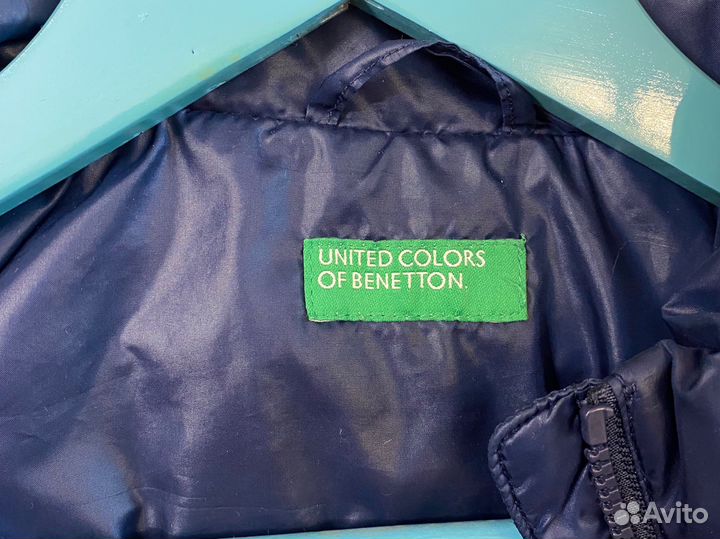 UNITED COLORS
OF BENETTON.
Avito